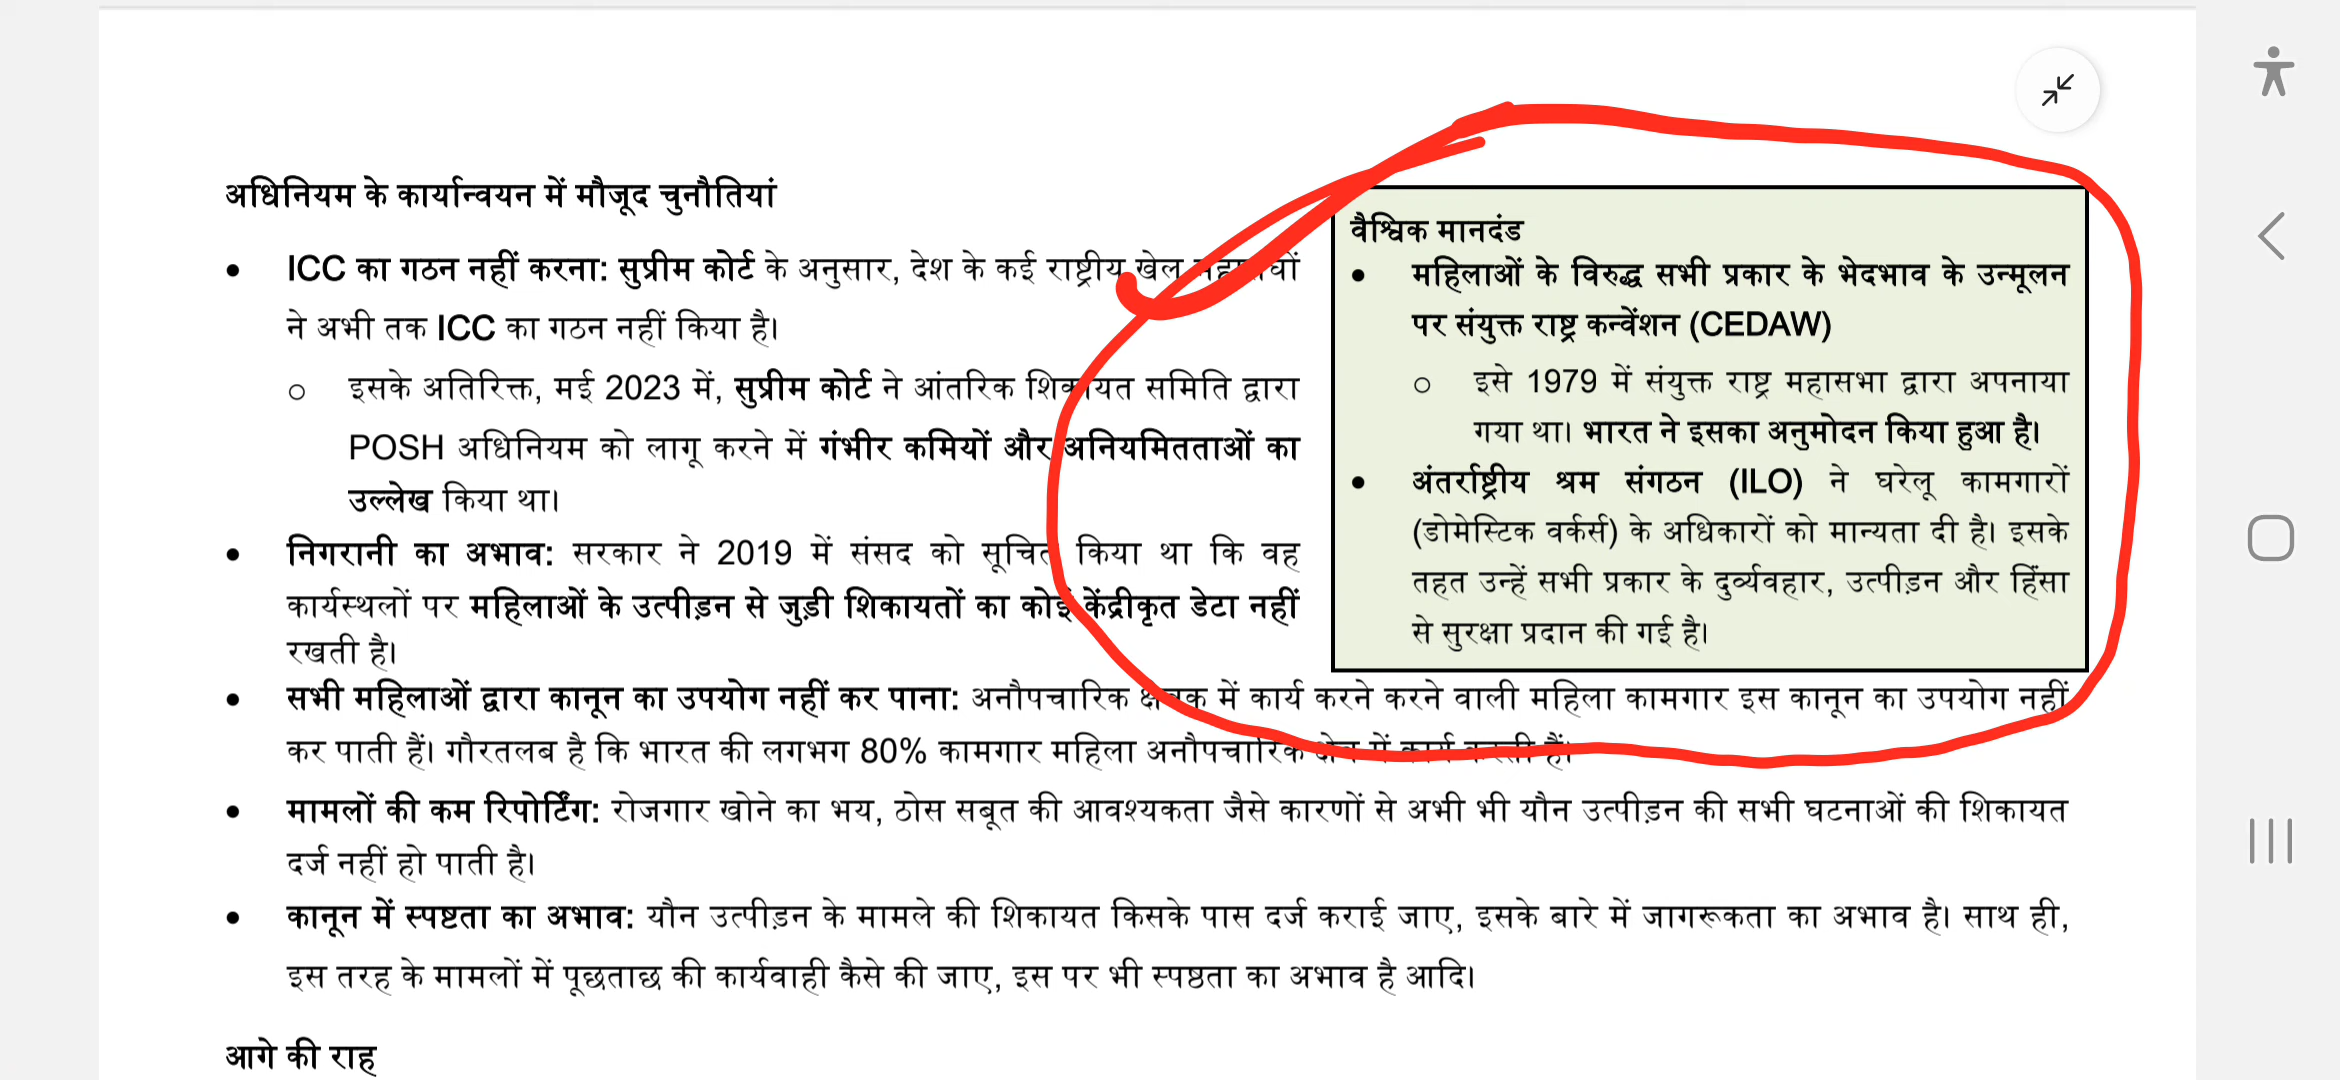 अधिनियम के कार्यान्वयन में मौजूद चुनौतियां
• ICC का गठन नहीं करना: सुप्रीम कोर्ट के अनुसार, देश के कई राष्ट्रीय खेल
ने अभी तक ICC का गठन नहीं किया है।
○ इसके अतिरिक्त, मई 2023 में, सुप्रीम कोर्ट ने आंतरिक शिकायत समिति द्वारा
POSH अधिनियम को लागू करने में गंभीर कमियों और अनियमितताओं का
उल्लेख किया था।
• निगरानी का अभाव: सरकार ने 2019 में संसद को सूचित किया था कि वह
कार्यस्थलों पर महिलाओं के उत्पीड़न से जुड़ी शिकायतों का कोई केंद्रीकृत डेटा नहीं
रखती है।
वैश्विक मानदंड
• महिलाओं के विरुद्ध सभी प्रकार के भेदभाव के उन्मूलन
पर संयुक्त राष्ट्र कन्वेंशन (CEDAW)
○ इसे 1979 में संयुक्त राष्ट्र महासभा द्वारा अपनाया
गया था। भारत ने इसका अनुमोदन किया हुआ है।
• अंतर्राष्ट्रीय श्रम संगठन (ILO) ने घरेलू कामगारों
(डोमेस्टिक वर्कर्स) के अधिकारों को मान्यता दी है। इसके
तहत उन्हें सभी प्रकार के दुर्व्यवहार, उत्पीड़न और हिंसा
से सुरक्षा प्रदान की गई है।
• सभी महिलाओं द्वारा कानून का उपयोग नहीं कर पाना: अनौपचारिक में कार्य करने करने वाली महिला कामगार इस कानून का उपयोग नहीं
कर पाती हैं। गौरतलब है कि भारत की लगभग 80% कामगार महिला अनौपचारिक क्षेत्र में कार्य करती हैं।
• मामलों की कम रिपोर्टिंग: रोजगार खोने का भय, ठोस सबूत की आवश्यकता जैसे कारणों से अभी भी यौन उत्पीड़न की सभी घटनाओं की शिकायत
दर्ज नहीं हो पाती है।
• कानून में स्पष्टता का अभाव: यौन उत्पीड़न के मामले की शिकायत किसके पास दर्ज कराई जाए, इसके बारे में जागरूकता का अभाव है। साथ ही,
इस तरह के मामलों में पूछताछ की कार्यवाही कैसे की जाए, इस पर भी स्पष्ठता का अभाव है आदि।
आगे की राह